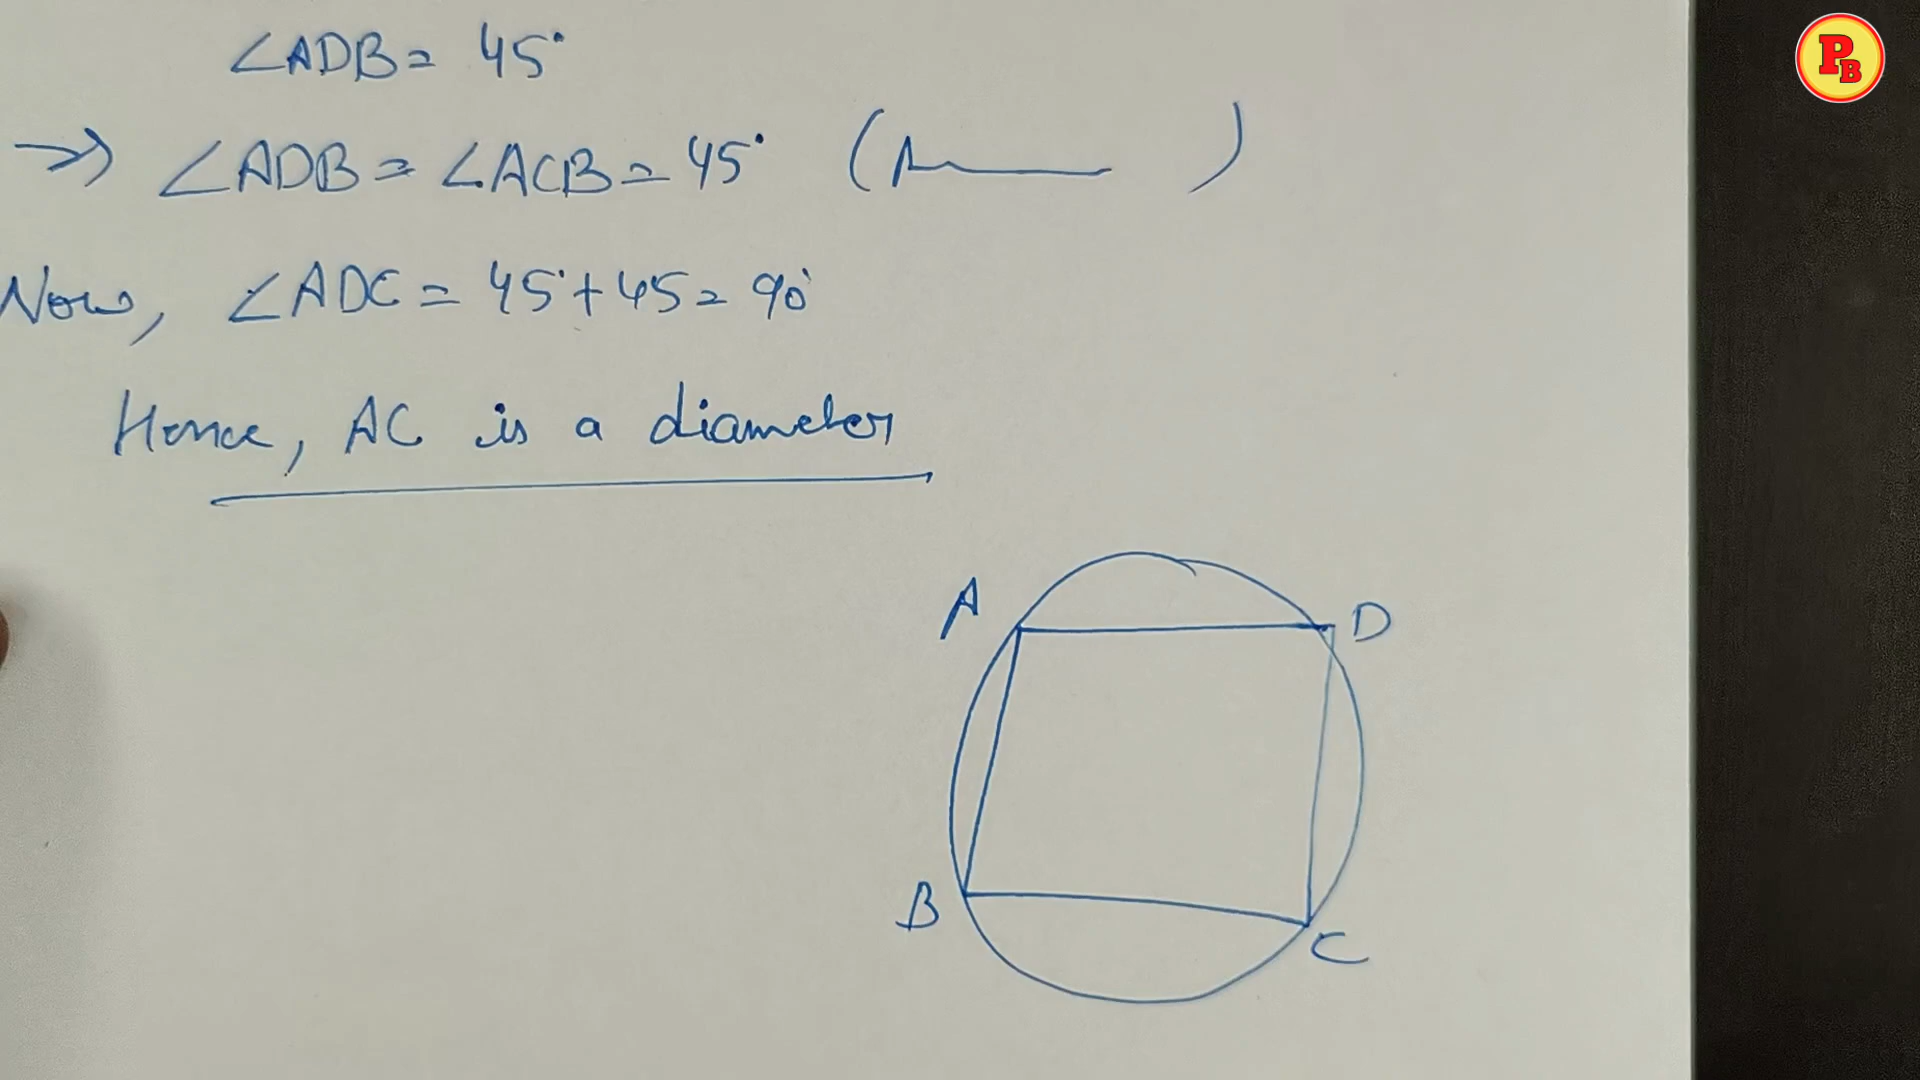 ∠ADB = 45°
⇒ ∠ADB = ∠ACB = 45° ( )
Now, ∠ADC = 45° + 45 = 90°
Hence, AC is a diameter
A
D
B
C
PB